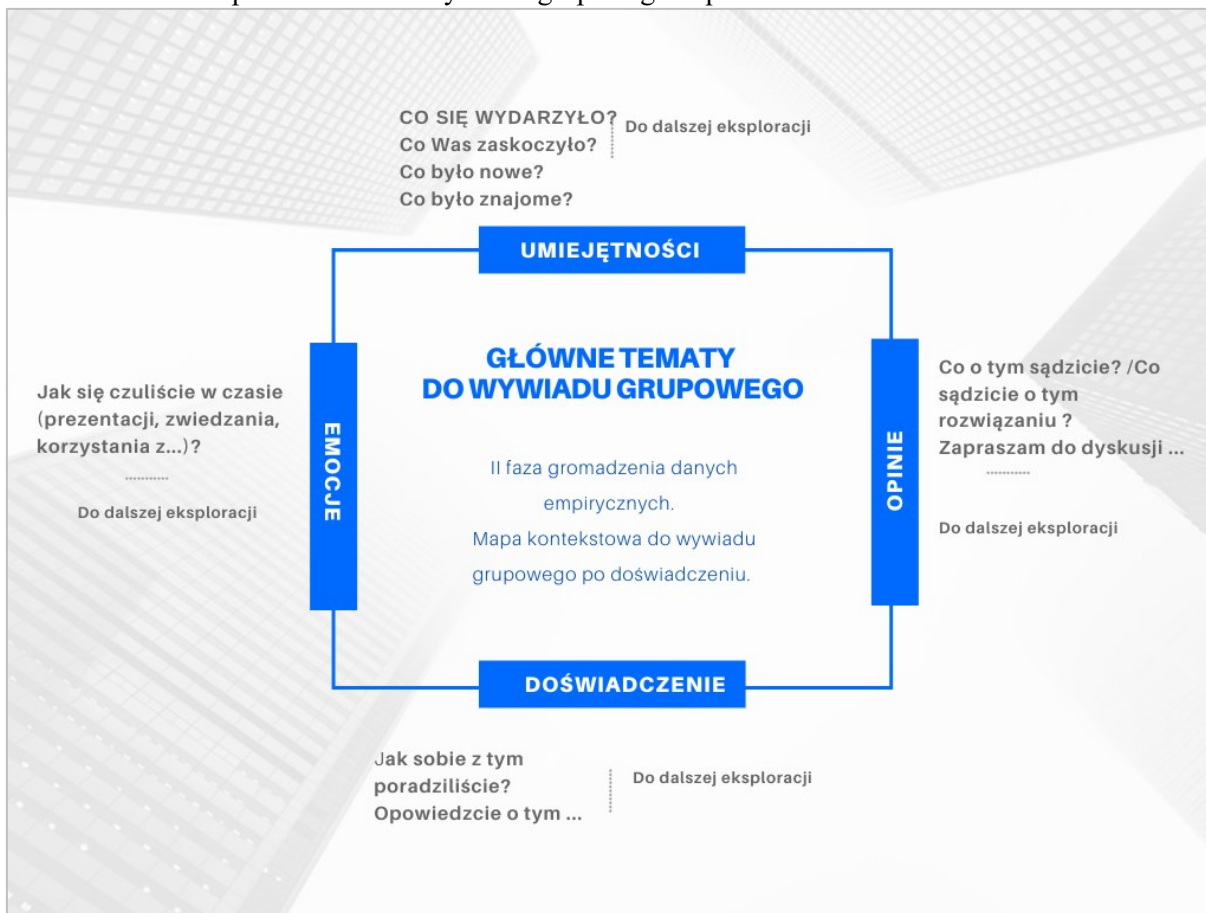 CO SIĘ WYDARZYŁO?
Co Was zaskoczyło?
Co było nowe?
Co było znajome?
Do dalszej eksploracji
UMIEJĘTNOŚCI
GŁÓWNE TEMATY
DO WYWIADU GRUPOWEGO
II faza gromadzenia danych
empirycznych.
Mapa kontekstowa do wywiadu
grupowego po doświadczeniu.
Jak się czuliście w czasie
(prezentacji, zwiedzania,
korzystania z...)?
Do dalszej eksploracji
EMOCJE
OPINIE
Co o tym sądzicie? /Co
sądzicie o tym
rozwiązaniu ?
Zapraszam do dyskusji ...
Do dalszej eksploracji
DOŚWIADCZENIE
Jak sobie z tym
poradziliście?
Opowiedzcie o tym ...
Do dalszej eksploracji